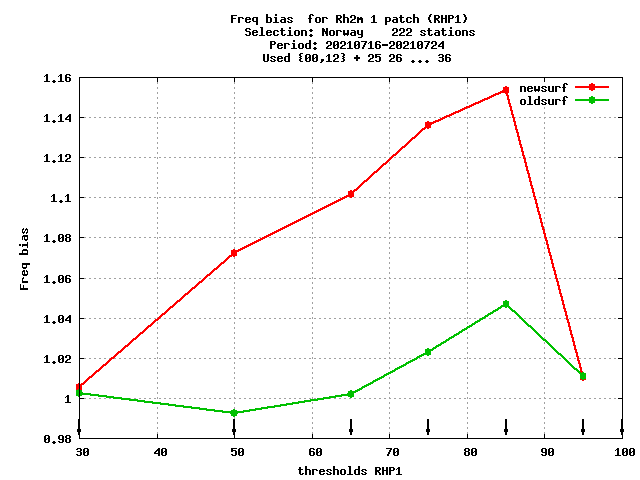 Freq bias  for Rh2m 1 patch (RHP1)
Selection: Norway    222 stations
Period: 20210716-20210724
Used {00,12} + 25 26 ... 36
newsurf
oldsurf
1.16
1.14
1.12
1.1
1.08
1.06
1.04
1.02
1
0.98
Freq bias
30 40 50 60 70 80 90 100
thresholds RHP1